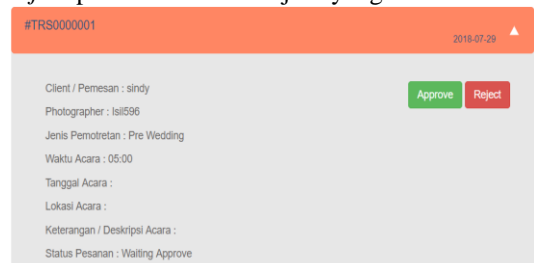 #TRS0000001
2018-07-29
Client / Pemesan : sindy
Approve Reject
Photographer : Isil596
Jenis Pemotretan : Pre Wedding
Waktu Acara : 05:00
Tanggal Acara :
Lokasi Acara :
Keterangan / Deskripsi Acara :
Status Pesanan : Waiting Approve